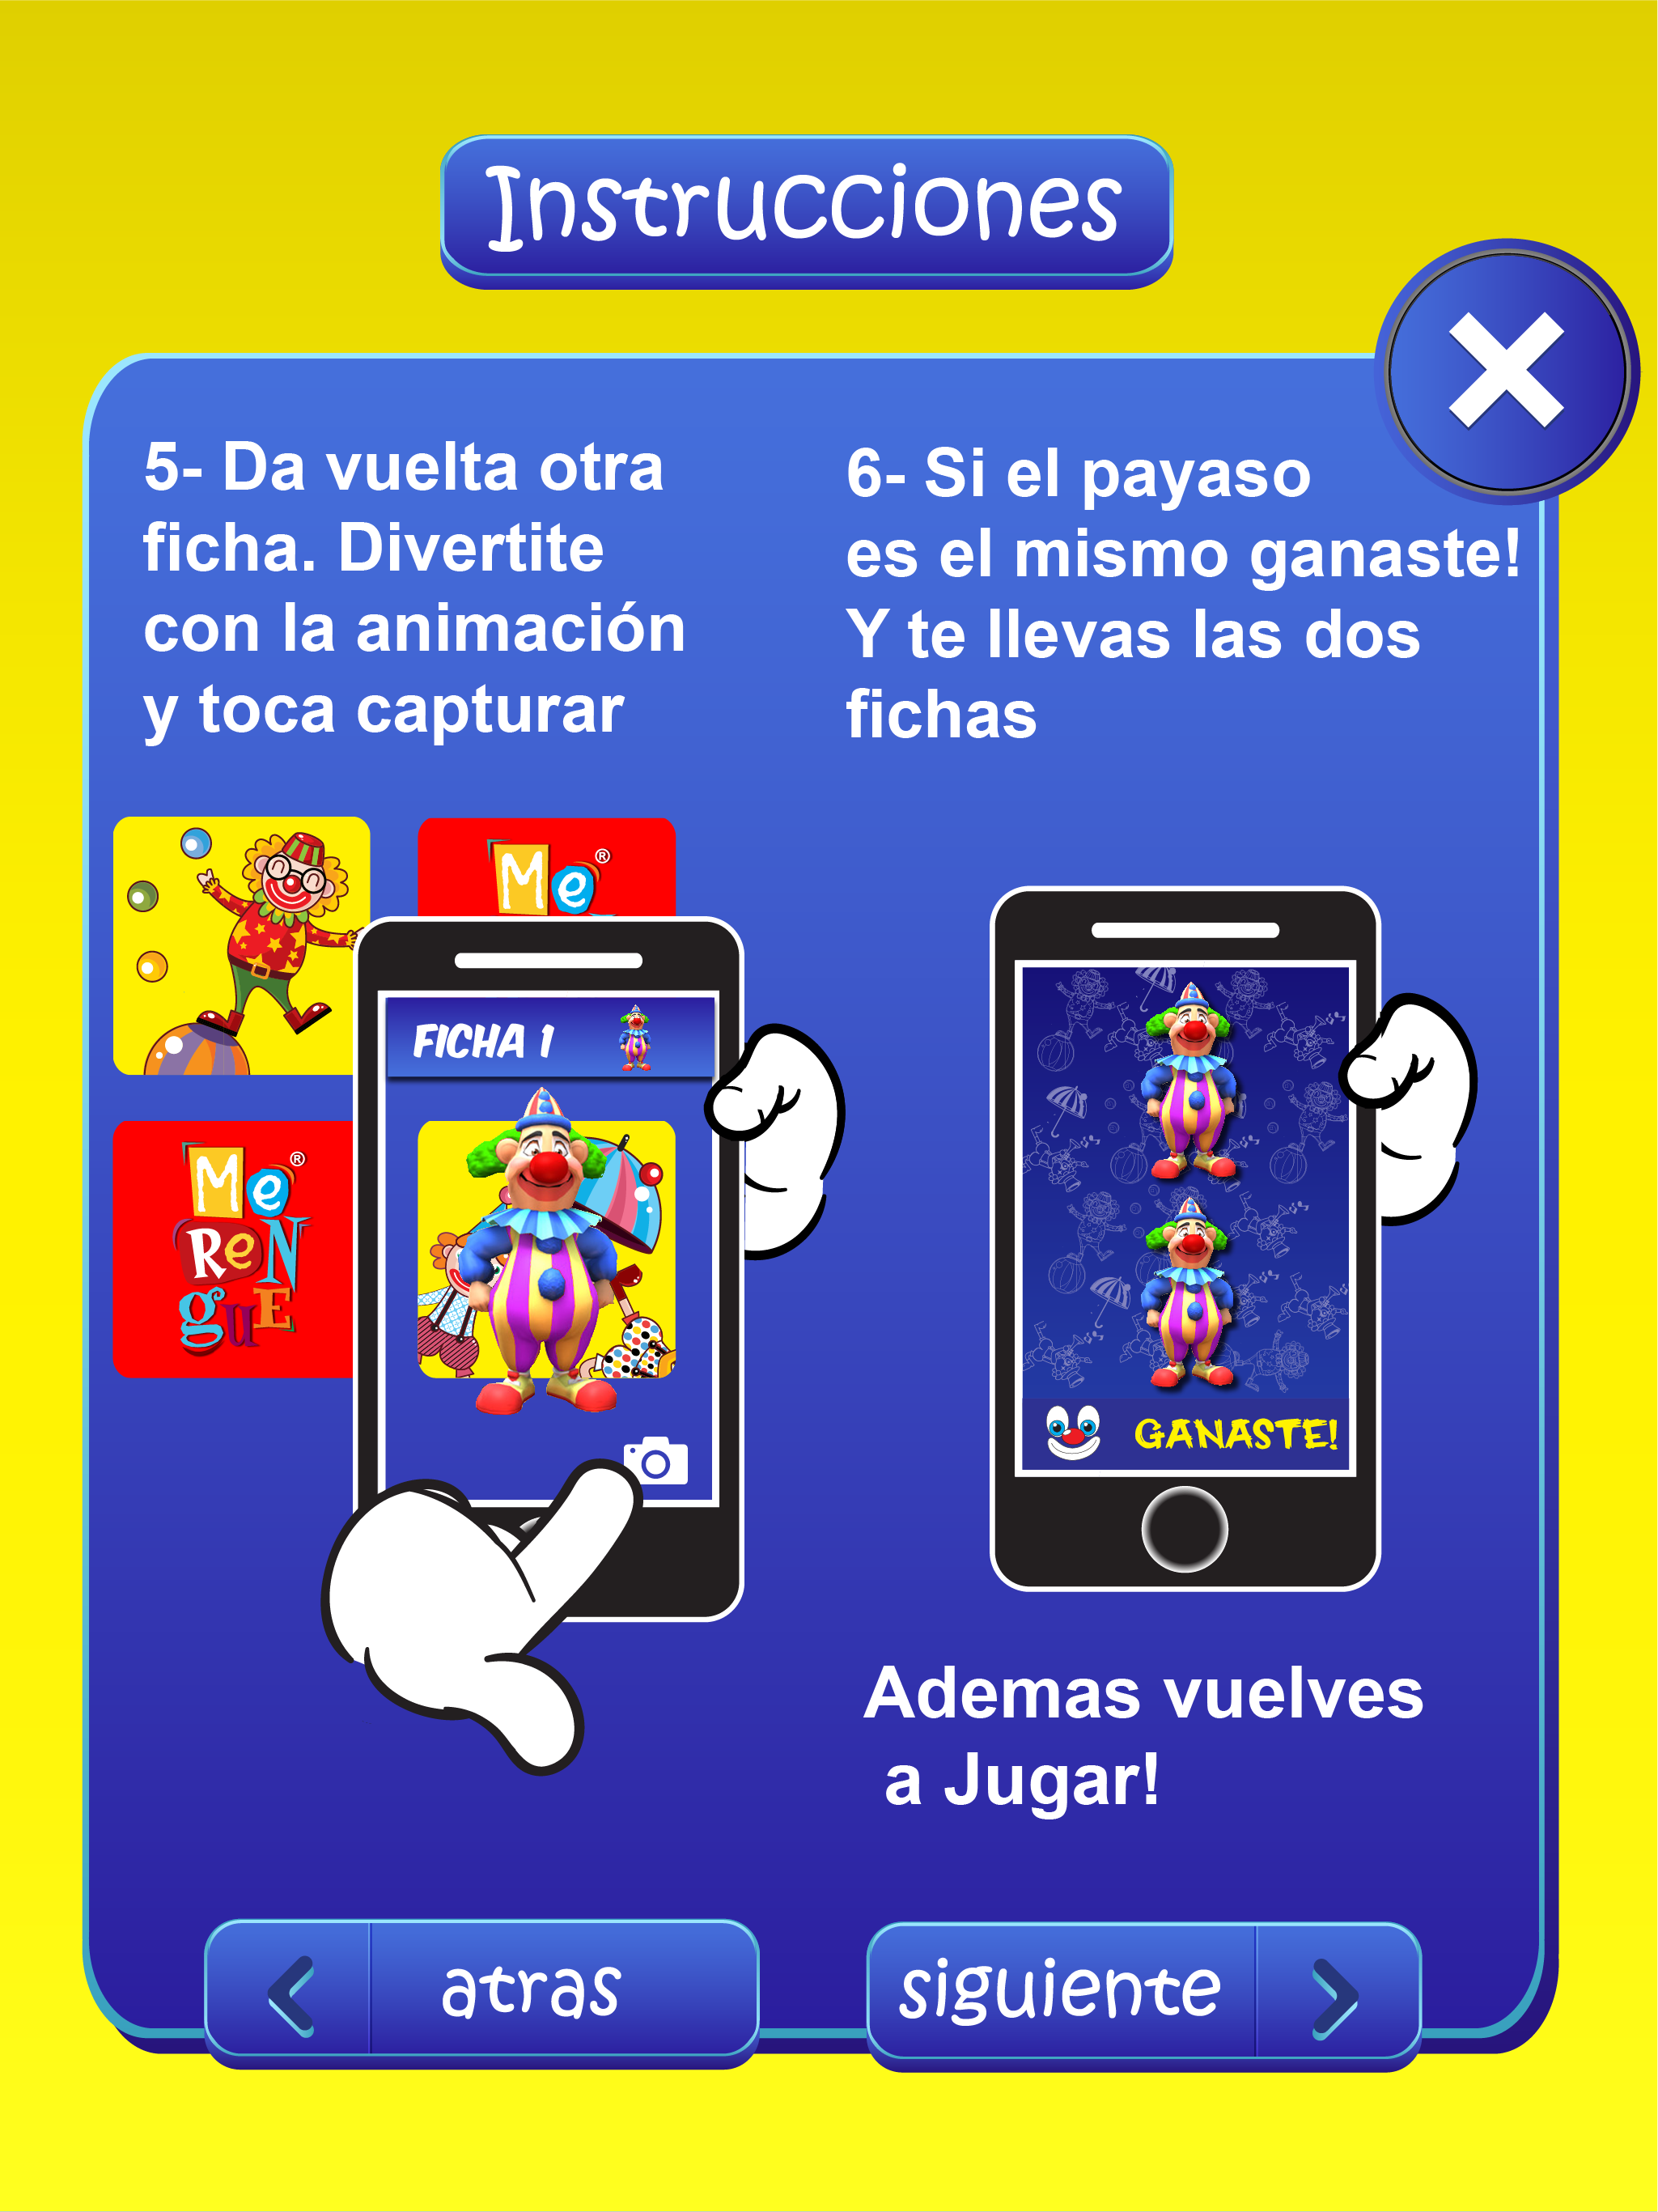 Instrucciones
5- Da vuelta otra
ficha. Divertite
con la animación
y toca capturar
6- Si el payaso
es el mismo ganaste!
Y te llevas las dos
fichas
Me®
FICHA 1
Me®
ReN
guE
GANASTE!
Ademas vuelves
a Jugar!
atras
siguiente